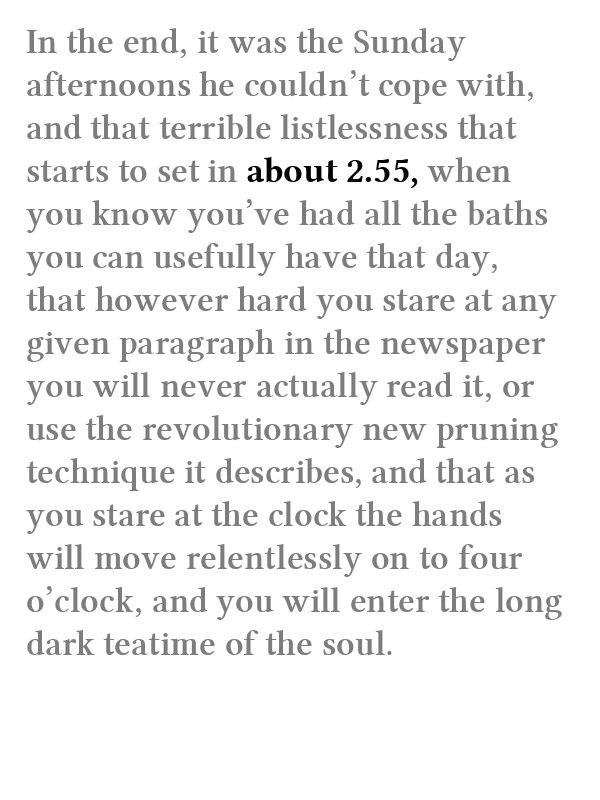 In the end, it was the Sunday
afternoons he couldn’t cope with,
and that terrible listlessness that
starts to set in about 2.55, when
you know you’ve had all the baths
you can usefully have that day,
that however hard you stare at any
given paragraph in the newspaper
you will never actually read it, or
use the revolutionary new pruning
technique it describes, and that as
you stare at the clock the hands
will move relentlessly on to four
o’clock, and you will enter the long
dark teatime of the soul.